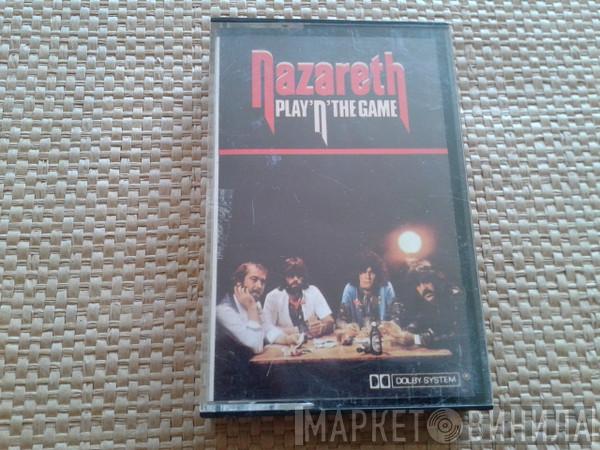 Nazareth
PLAY 'N' THE GAME
DOLBY SYSTEM
МАРКЕТ ВИНИЛА